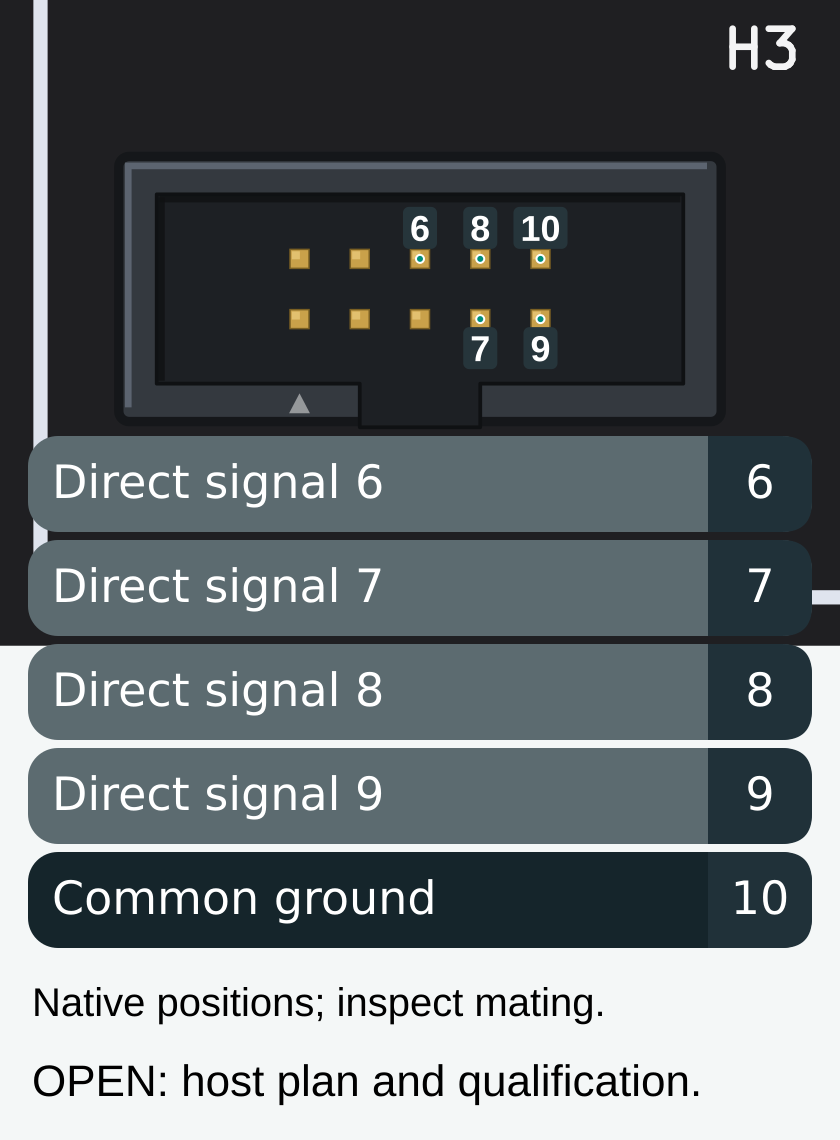 H3
6 8 10
7 9
Direct signal 6 6
Direct signal 7 7
Direct signal 8 8
Direct signal 9 9
Common ground 10
Native positions; inspect mating.
OPEN: host plan and qualification.